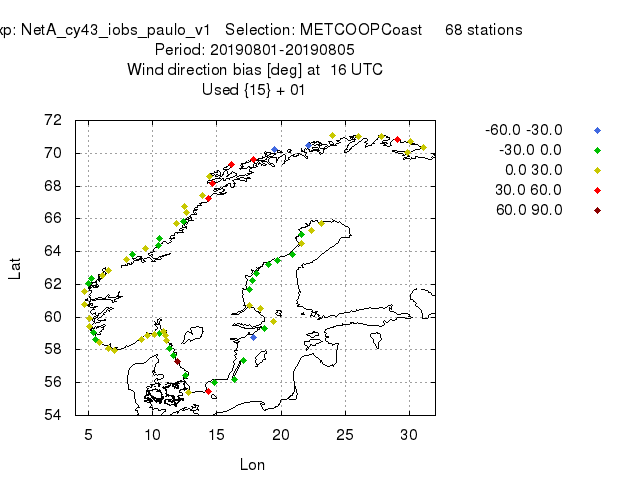 xp: NetA_cy43_iobs_paulo_v1 Selection: METCOOPCoast 68 stations
Period: 20190801-20190805
Wind direction bias [deg] at 16 UTC
Used {15} + 01
-60.0 -30.0
-30.0 0.0
0.0 30.0
30.0 60.0
60.0 90.0
72
70
68
66
64
62
60
58
56
54
Lat
5 10 15 20 25 30
Lon